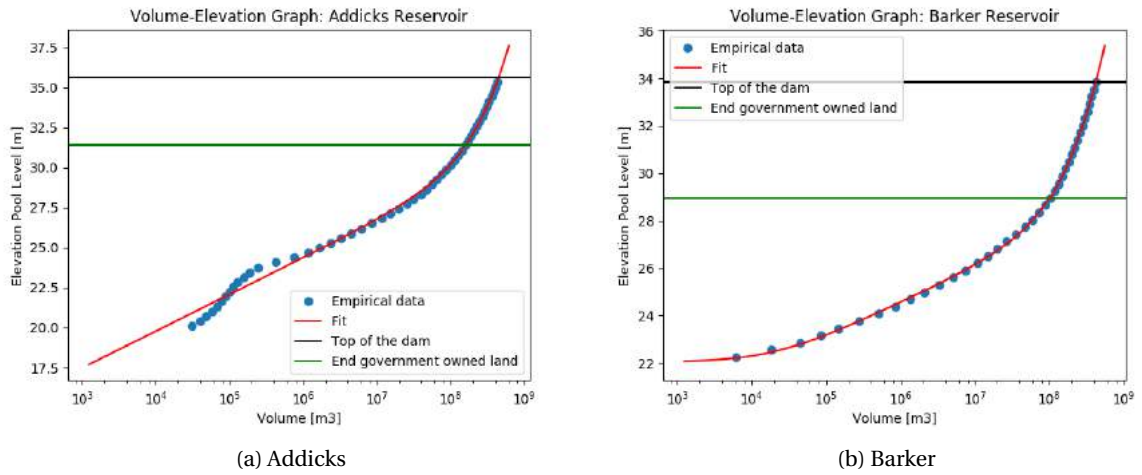 Volume-Elevation Graph: Addicks Reservoir
37.5
35.0
32.5
30.0
27.5
25.0
22.5
20.0
17.5
Elevation Pool Level [m]
Empirical data
Fit
Top of the dam
End government owned land
10³ 10⁴ 10⁵ 10⁶ 10⁷ 10⁸ 10⁹
Volume [m3]
(a) Addicks
Volume-Elevation Graph: Barker Reservoir
36
34
32
30
28
26
24
22
Elevation Pool Level [m]
Empirical data
Fit
Top of the dam
End government owned land
10³ 10⁴ 10⁵ 10⁶ 10⁷ 10⁸ 10⁹
Volume [m3]
(b) Barker